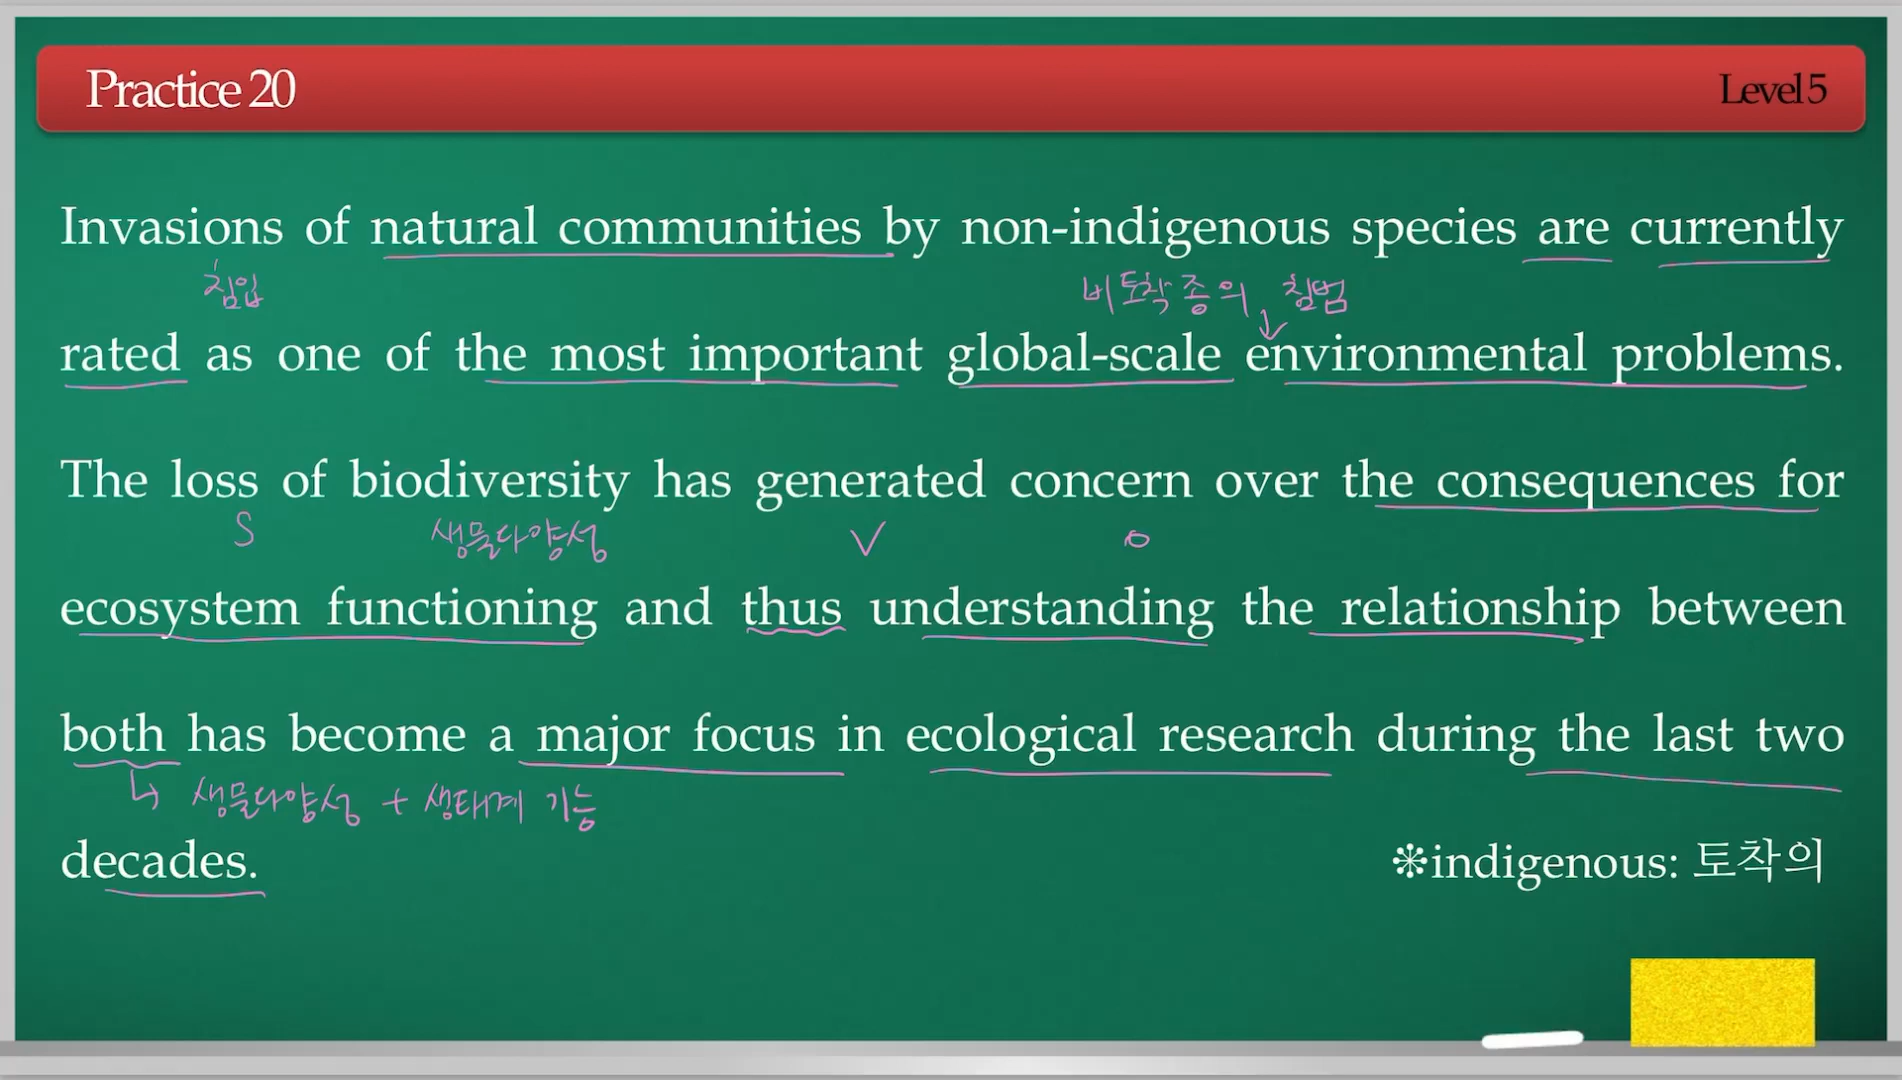 Practice 20
Level 5
Invasions of natural communities by non-indigenous species are currently
침입
비토착종의 침범
rated as one of the most important global-scale environmental problems.
The loss of biodiversity has generated concern over the consequences for
S 생물다양성 V O
ecosystem functioning and thus understanding the relationship between
both has become a major focus in ecological research during the last two
↳ 생물다양성 + 생태계 기능
decades.
❊indigenous: 토착의